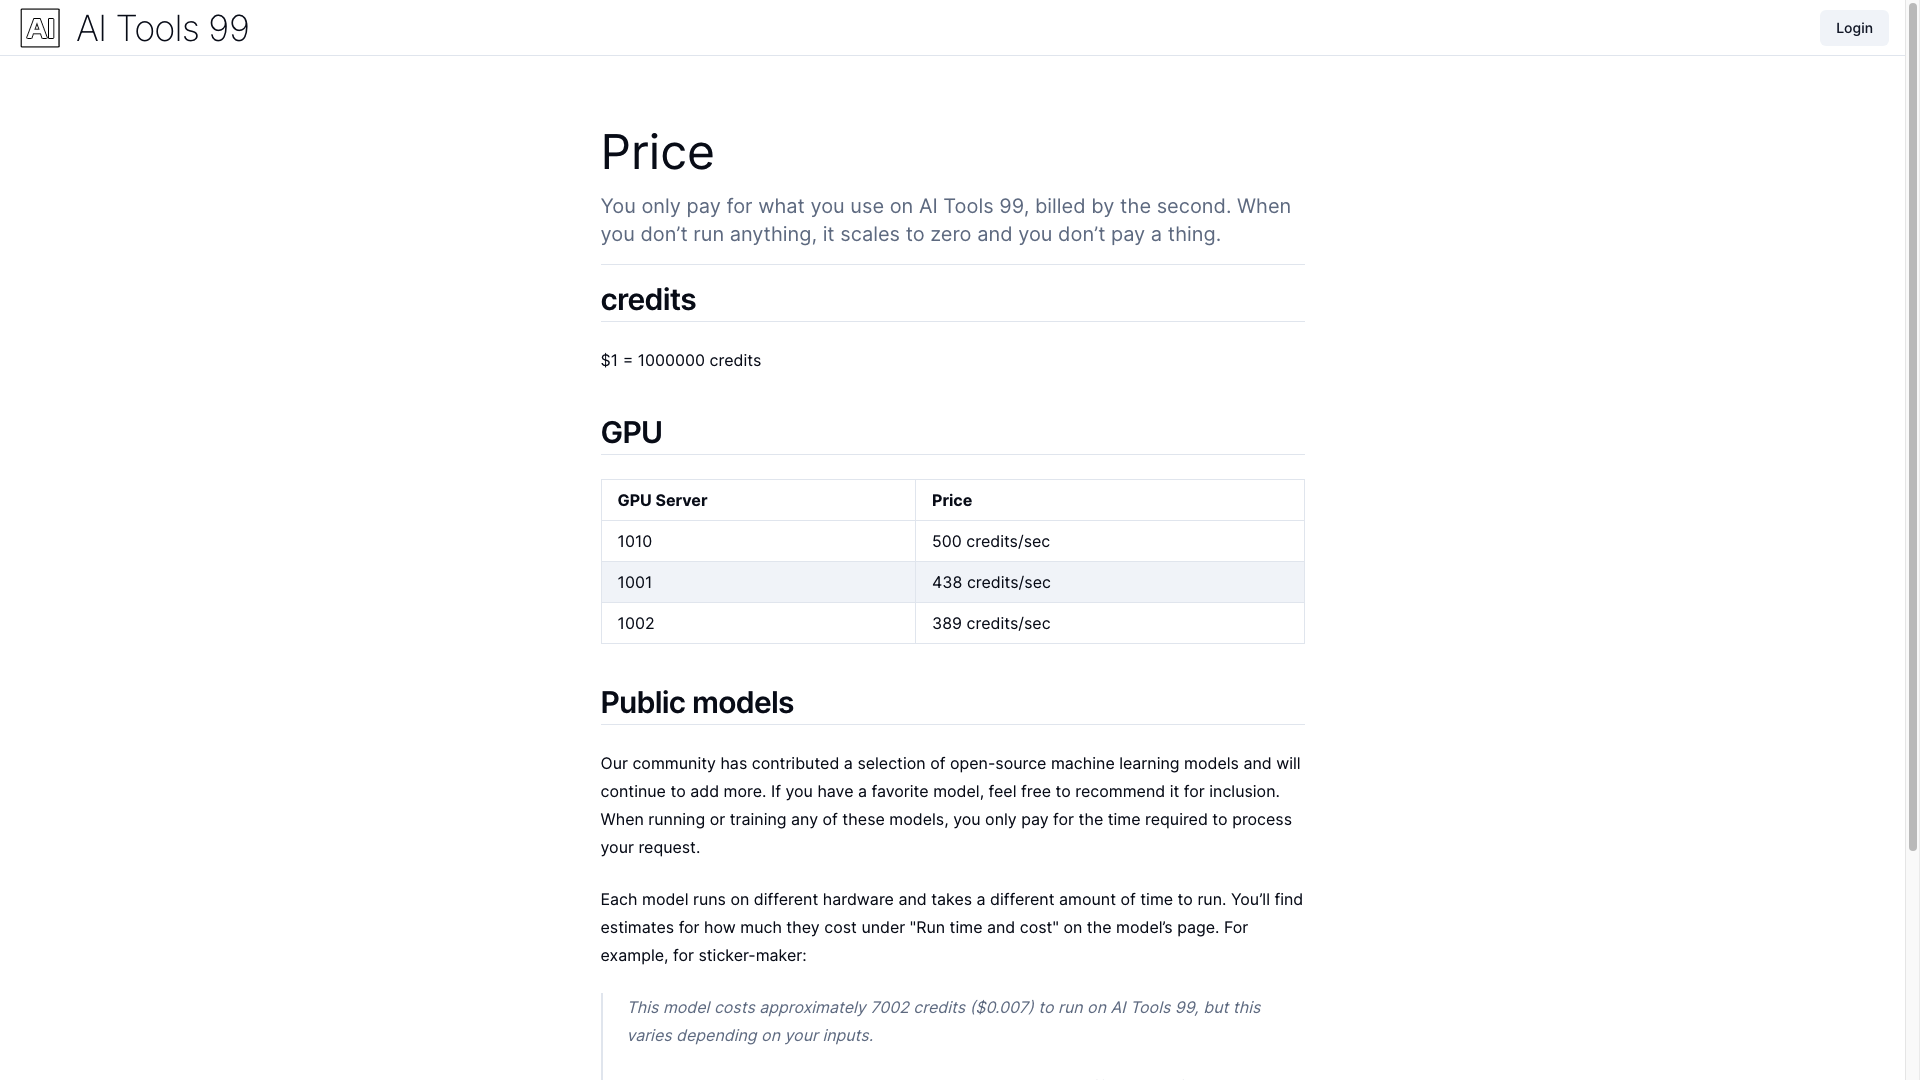 AI AI Tools 99
Login
Price
You only pay for what you use on AI Tools 99, billed by the second. When
you don’t run anything, it scales to zero and you don’t pay a thing.
credits
$1 = 1000000 credits
GPU
GPU Server Price
1010 500 credits/sec
1001 438 credits/sec
1002 389 credits/sec
Public models
Our community has contributed a selection of open-source machine learning models and will
continue to add more. If you have a favorite model, feel free to recommend it for inclusion.
When running or training any of these models, you only pay for the time required to process
your request.
Each model runs on different hardware and takes a different amount of time to run. You’ll find
estimates for how much they cost under "Run time and cost" on the model’s page. For
example, for sticker-maker:
This model costs approximately 7002 credits ($0.007) to run on AI Tools 99, but this
varies depending on your inputs.